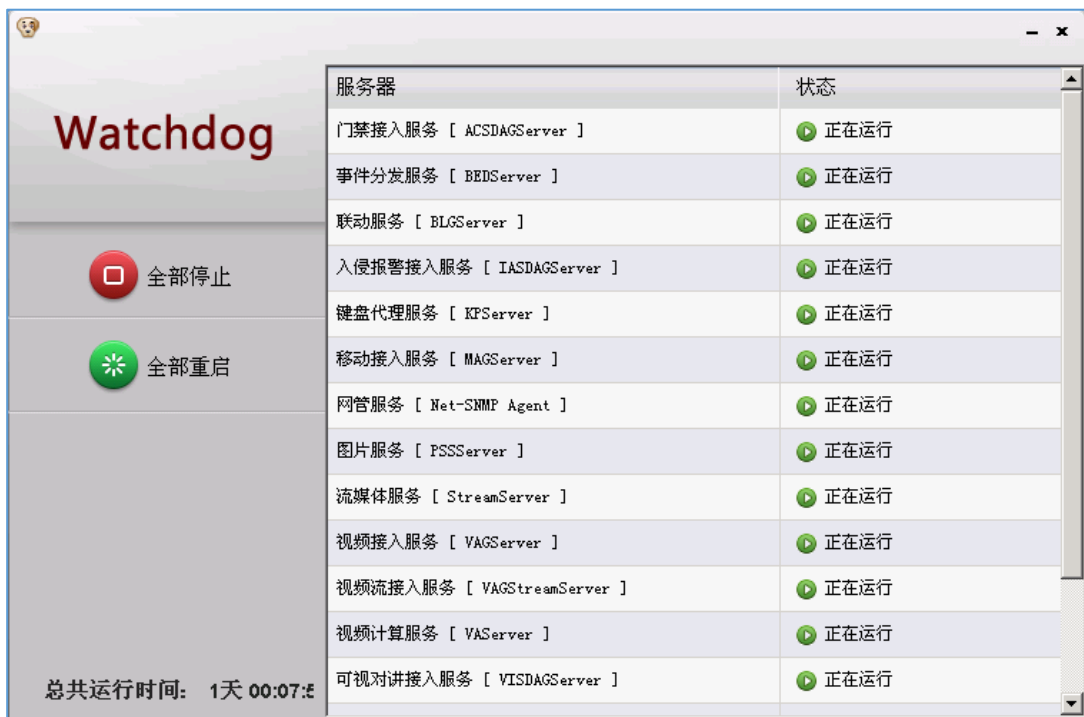 Watchdog
全部停止
全部重启
总共运行时间: 1天 00:07:5
服务器 状态
门禁接入服务 [ ACSDAGServer ] 正在运行
事件分发服务 [ BEDServer ] 正在运行
联动服务 [ BLGServer ] 正在运行
入侵报警接入服务 [ IASDAGServer ] 正在运行
键盘代理服务 [ KPServer ] 正在运行
移动接入服务 [ MAGServer ] 正在运行
网管服务 [ Net-SNMP Agent ] 正在运行
图片服务 [ PSSServer ] 正在运行
流媒体服务 [ StreamServer ] 正在运行
视频接入服务 [ VAGServer ] 正在运行
视频流接入服务 [ VAGStreamServer ] 正在运行
视频计算服务 [ VAServer ] 正在运行
可视对讲接入服务 [ VISDAGServer ] 正在运行